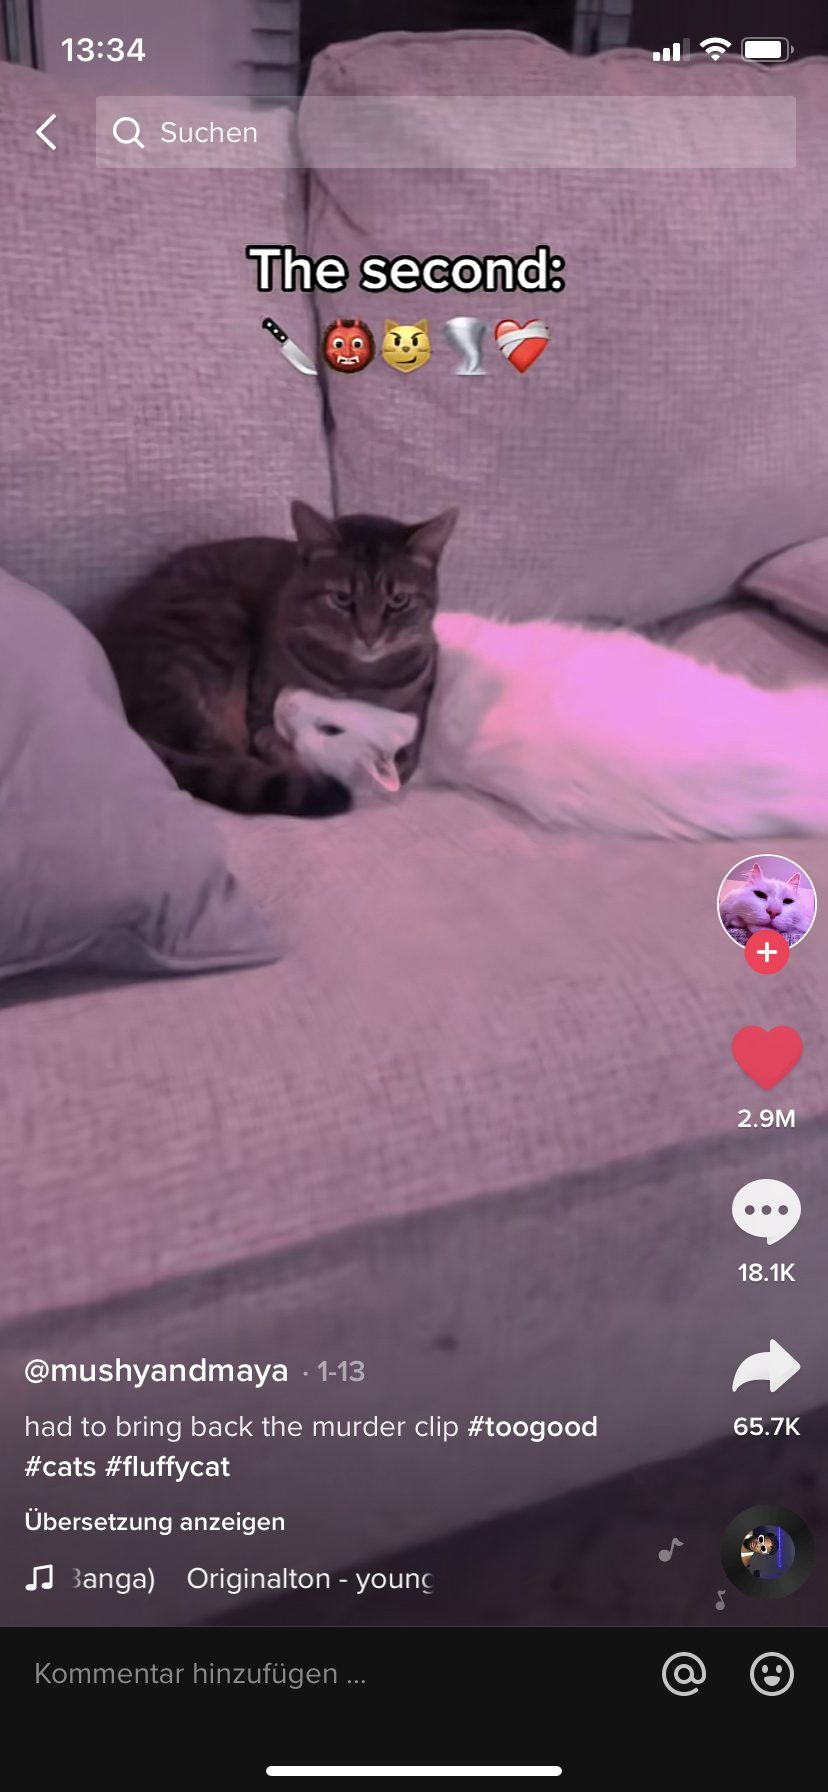 13:34
Suchen
The second:
🔪👹😼🌪️❤️‍🩹
2.9M
18.1K
@mushyandmaya · 1-13
had to bring back the murder clip #toogood
#cats #fluffycat
65.7K
Übersetzung anzeigen
Banga) Originalton - young
Kommentar hinzufügen ...